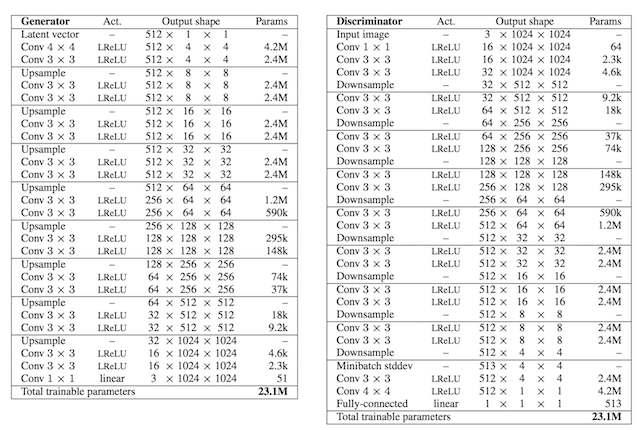 Generator Act. Output shape Params
Latent vector – 512 × 1 × 1 –
Conv 4 × 4 LReLU 512 × 4 × 4 4.2M
Conv 3 × 3 LReLU 512 × 4 × 4 2.4M
Upsample – 512 × 8 × 8 –
Conv 3 × 3 LReLU 512 × 8 × 8 2.4M
Conv 3 × 3 LReLU 512 × 8 × 8 2.4M
Upsample – 512 × 16 × 16 –
Conv 3 × 3 LReLU 512 × 16 × 16 2.4M
Conv 3 × 3 LReLU 512 × 16 × 16 2.4M
Upsample – 512 × 32 × 32 –
Conv 3 × 3 LReLU 512 × 32 × 32 2.4M
Conv 3 × 3 LReLU 512 × 32 × 32 2.4M
Upsample – 512 × 64 × 64 –
Conv 3 × 3 LReLU 256 × 64 × 64 1.2M
Conv 3 × 3 LReLU 256 × 64 × 64 590k
Upsample – 256 × 128 × 128 –
Conv 3 × 3 LReLU 128 × 128 × 128 295k
Conv 3 × 3 LReLU 128 × 128 × 128 148k
Upsample – 128 × 256 × 256 –
Conv 3 × 3 LReLU 64 × 256 × 256 74k
Conv 3 × 3 LReLU 64 × 256 × 256 37k
Upsample – 64 × 512 × 512 –
Conv 3 × 3 LReLU 32 × 512 × 512 18k
Conv 3 × 3 LReLU 32 × 512 × 512 9.2k
Upsample – 32 × 1024 × 1024 –
Conv 3 × 3 LReLU 16 × 1024 × 1024 4.6k
Conv 3 × 3 LReLU 16 × 1024 × 1024 2.3k
Conv 1 × 1 linear 3 × 1024 × 1024 51
Total trainable parameters 23.1M
Discriminator Act. Output shape Params
Input image – 3 × 1024 × 1024 –
Conv 1 × 1 LReLU 16 × 1024 × 1024 64
Conv 3 × 3 LReLU 16 × 1024 × 1024 2.3k
Conv 3 × 3 LReLU 32 × 1024 × 1024 4.6k
Downsample – 32 × 512 × 512 –
Conv 3 × 3 LReLU 32 × 512 × 512 9.2k
Conv 3 × 3 LReLU 64 × 512 × 512 18k
Downsample – 64 × 256 × 256 –
Conv 3 × 3 LReLU 64 × 256 × 256 37k
Conv 3 × 3 LReLU 128 × 256 × 256 74k
Downsample – 128 × 128 × 128 –
Conv 3 × 3 LReLU 128 × 128 × 128 148k
Conv 3 × 3 LReLU 256 × 128 × 128 295k
Downsample – 256 × 64 × 64 –
Conv 3 × 3 LReLU 256 × 64 × 64 590k
Conv 3 × 3 LReLU 512 × 64 × 64 1.2M
Downsample – 512 × 32 × 32 –
Conv 3 × 3 LReLU 512 × 32 × 32 2.4M
Conv 3 × 3 LReLU 512 × 32 × 32 2.4M
Downsample – 512 × 16 × 16 –
Conv 3 × 3 LReLU 512 × 16 × 16 2.4M
Conv 3 × 3 LReLU 512 × 16 × 16 2.4M
Downsample – 512 × 8 × 8 –
Conv 3 × 3 LReLU 512 × 8 × 8 2.4M
Conv 3 × 3 LReLU 512 × 8 × 8 2.4M
Downsample – 512 × 4 × 4 –
Minibatch stddev – 513 × 4 × 4 –
Conv 3 × 3 LReLU 512 × 4 × 4 2.4M
Conv 4 × 4 LReLU 512 × 1 × 1 4.2M
Fully-connected linear 1 × 1 × 1 513
Total trainable parameters 23.1M